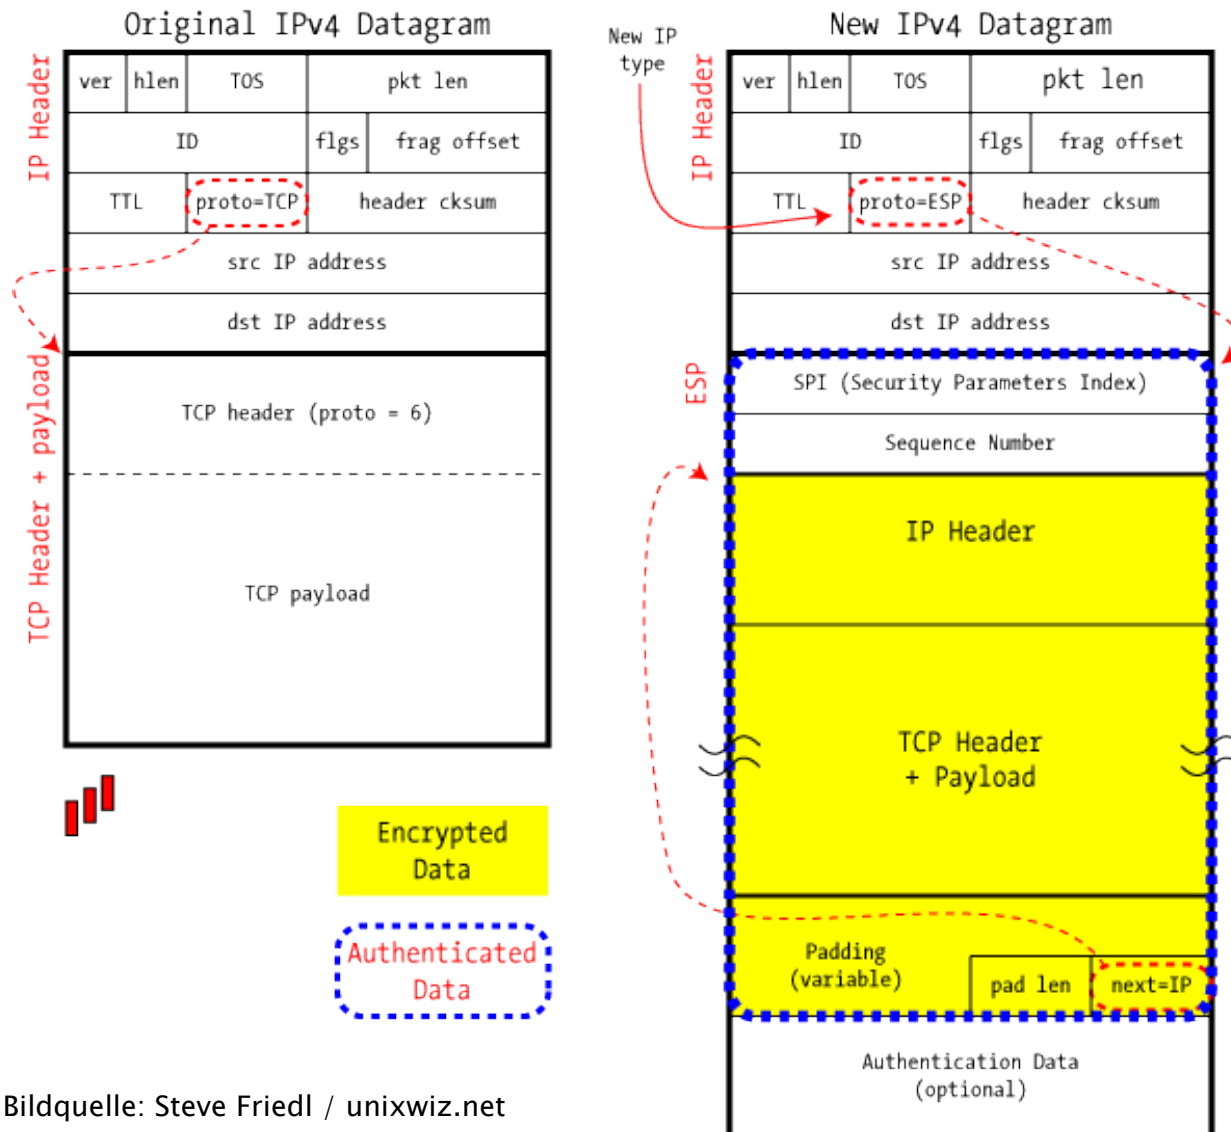 Original IPv4 Datagram
IP Header
ver hlen TOS pkt len
ID flgs frag offset
TTL proto=TCP header cksum
src IP address
dst IP address
TCP Header + payload
TCP header (proto = 6)
TCP payload
Encrypted
Data
Authenticated
Data
New IPv4 Datagram
New IP
type
IP Header
ver hlen TOS pkt len
ID flgs frag offset
TTL proto=ESP header cksum
src IP address
dst IP address
ESP
SPI (Security Parameters Index)
Sequence Number
IP Header
TCP Header
+ Payload
Padding
(variable)
pad len next=IP
Authentication Data
(optional)
Bildquelle: Steve Friedl / unixwiz.net